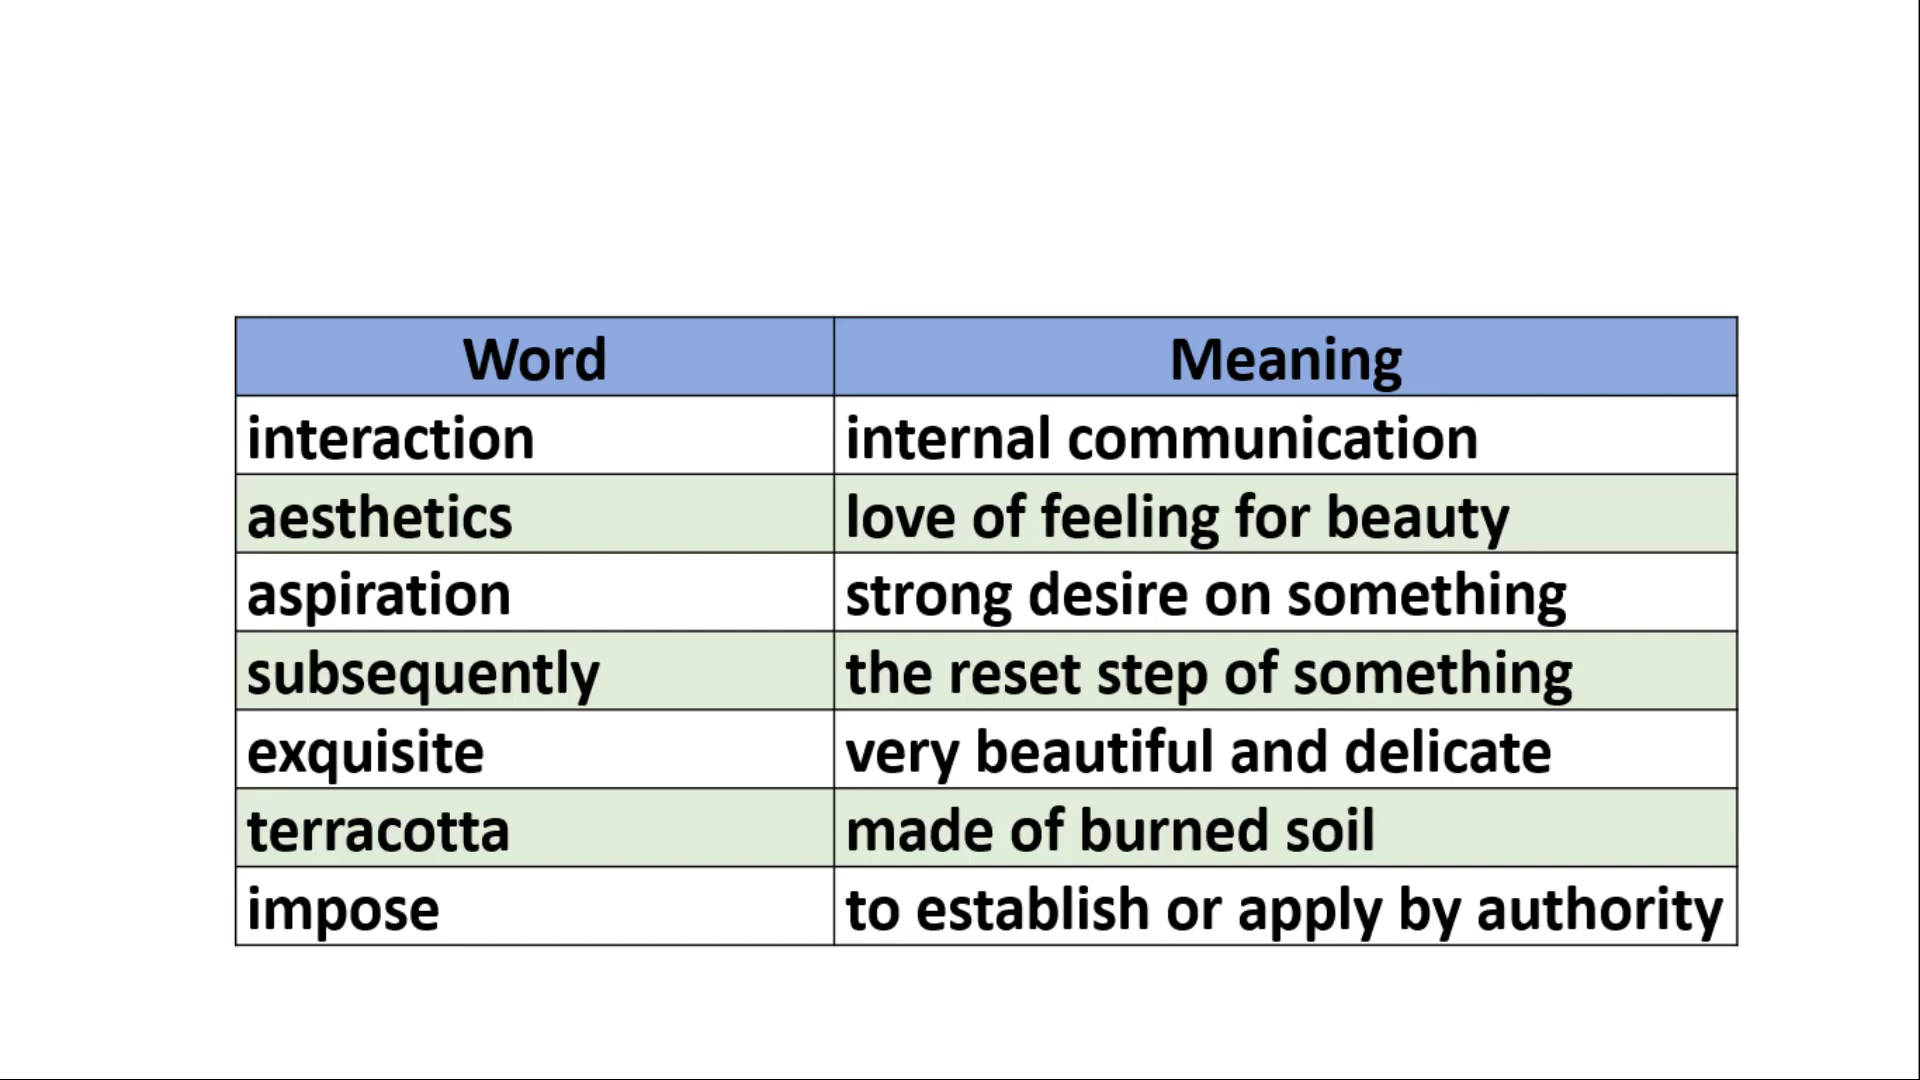 Word Meaning
interaction internal communication
aesthetics love of feeling for beauty
aspiration strong desire on something
subsequently the reset step of something
exquisite very beautiful and delicate
terracotta made of burned soil
impose to establish or apply by authority